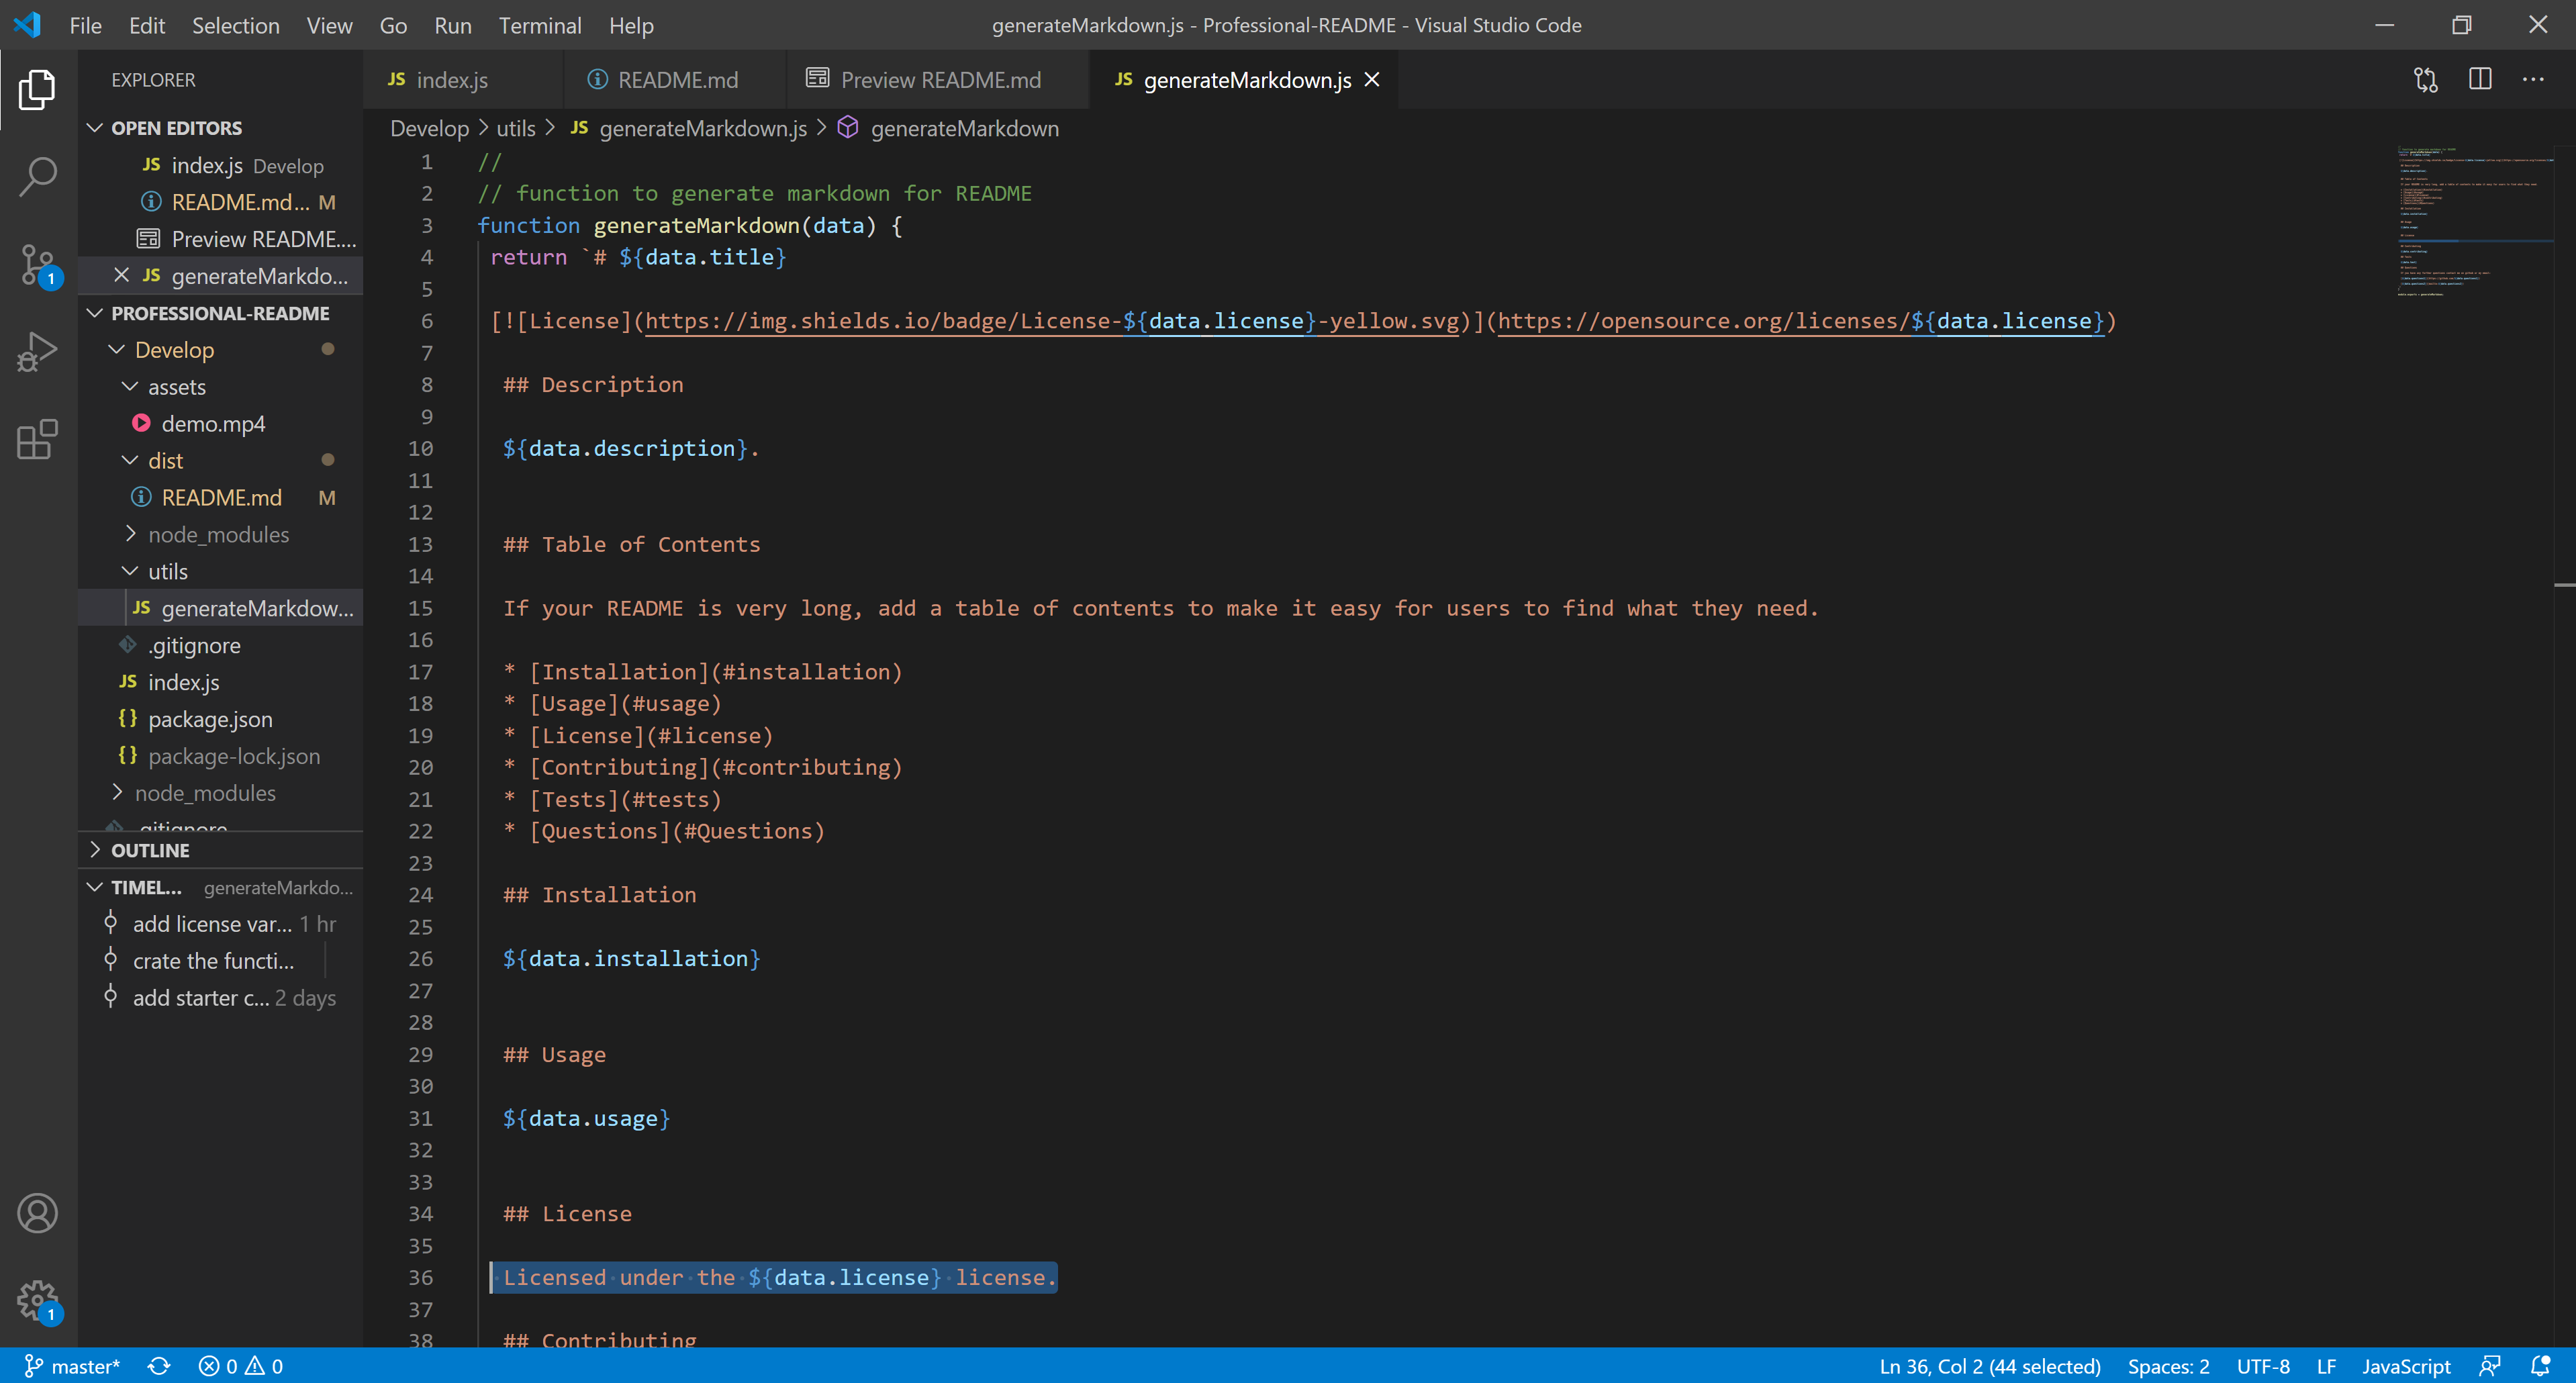 File Edit Selection View Go Run Terminal Help generateMarkdown.js - Professional-README - Visual Studio Code
EXPLORER
OPEN EDITORS
JS index.js Develop
README.md... M
Preview README....
JS generateMarkdo...
PROFESSIONAL-README
Develop
assets
demo.mp4
dist
README.md M
node_modules
utils
JS generateMarkdow...
.gitignore
JS index.js
{} package.json
{} package-lock.json
node_modules
.gitignore
OUTLINE
TIMEL... generateMarkdo...
add license var... 1 hr
crate the functi...
add starter c... 2 days
1
1
JS index.js README.md Preview README.md JS generateMarkdown.js
Develop > utils > JS generateMarkdown.js > generateMarkdown
1 //
2 // function to generate markdown for README
3 function generateMarkdown(data) {
4 return `# ${data.title}
5
6 [![License](https://img.shields.io/badge/License-${data.license}-yellow.svg)](https://opensource.org/licenses/${data.license})
7
8 ## Description
9
10 ${data.description}.
11
12
13 ## Table of Contents
14
15 If your README is very long, add a table of contents to make it easy for users to find what they need.
16
17 * [Installation](#installation)
18 * [Usage](#usage)
19 * [License](#license)
20 * [Contributing](#contributing)
21 * [Tests](#tests)
22 * [Questions](#Questions)
23
24 ## Installation
25
26 ${data.installation}
27
28
29 ## Usage
30
31 ${data.usage}
32
33
34 ## License
35
36 Licensed under the ${data.license} license.
37
38 ## Contributing
master* 0 0 Ln 36, Col 2 (44 selected) Spaces: 2 UTF-8 LF JavaScript